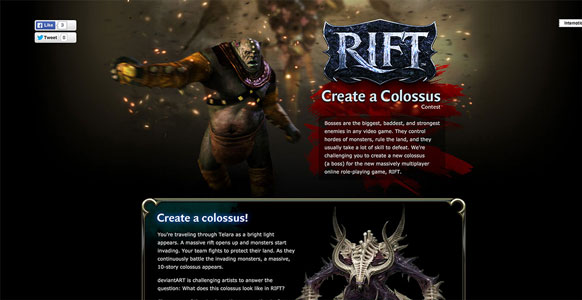 Like 3
Tweet 0
RIFT
Create a Colossus
Contest
Bosses are the biggest, baddest, and strongest
enemies in any video game. They control
hordes of monsters, rule the land, and they
usually take a lot of skill to defeat. We're
challenging you to create a new colossus
(a boss) for the new massively multiplayer
online role-playing game, RIFT.
Create a colossus!
You're traveling through Telara as a bright light
appears. A massive rift opens up and monsters start
invading. Your team fights to protect their land. As they
continuously battle the invading monsters, a massive,
10-story colossus appears.
deviantART is challenging artists to answer the
question: What does this colossus look like in RIFT?